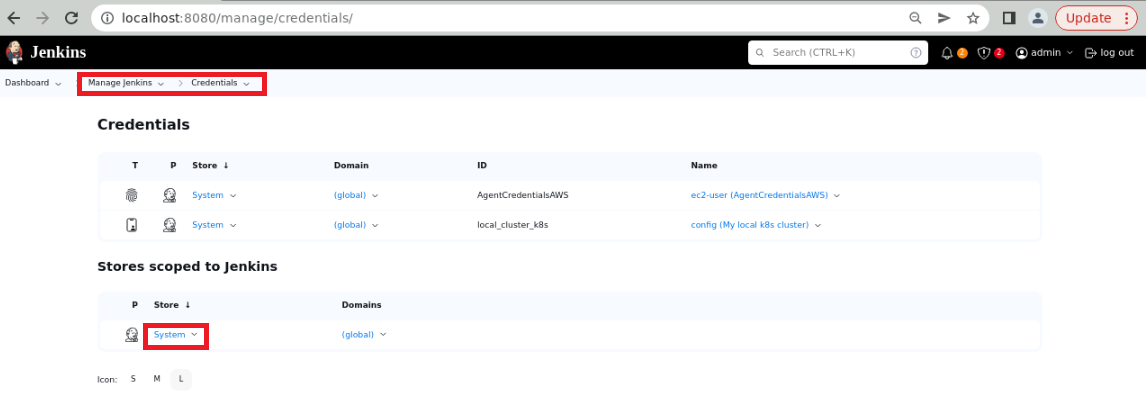 localhost:8080/manage/credentials/
Update
Jenkins
Search (CTRL+K)
2
2
admin
log out
Dashboard
Manage Jenkins
Credentials
Credentials
T P Store ↓ Domain ID Name
System (global) AgentCredentialsAWS ec2-user (AgentCredentialsAWS)
System (global) local_cluster_k8s config (My local k8s cluster)
Stores scoped to Jenkins
P Store ↓ Domains
System (global)
Icon: S M L